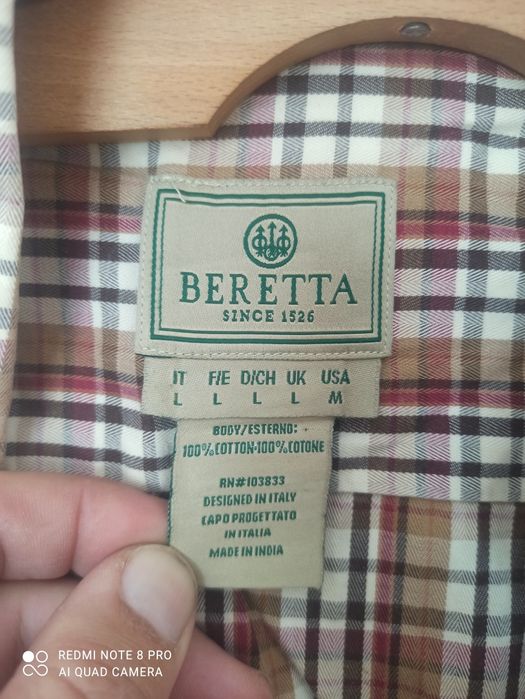 BERETTA
SINCE 1526
IT F/E D/CH UK USA
L L L L M
BODY/ESTERNO:
100%COTTON-100%COTONE
RN#103833
DESIGNED IN ITALY
CAPO PROGETTATO
IN ITALIA
MADE IN INDIA
REDMI NOTE 8 PRO
AI QUAD CAMERA